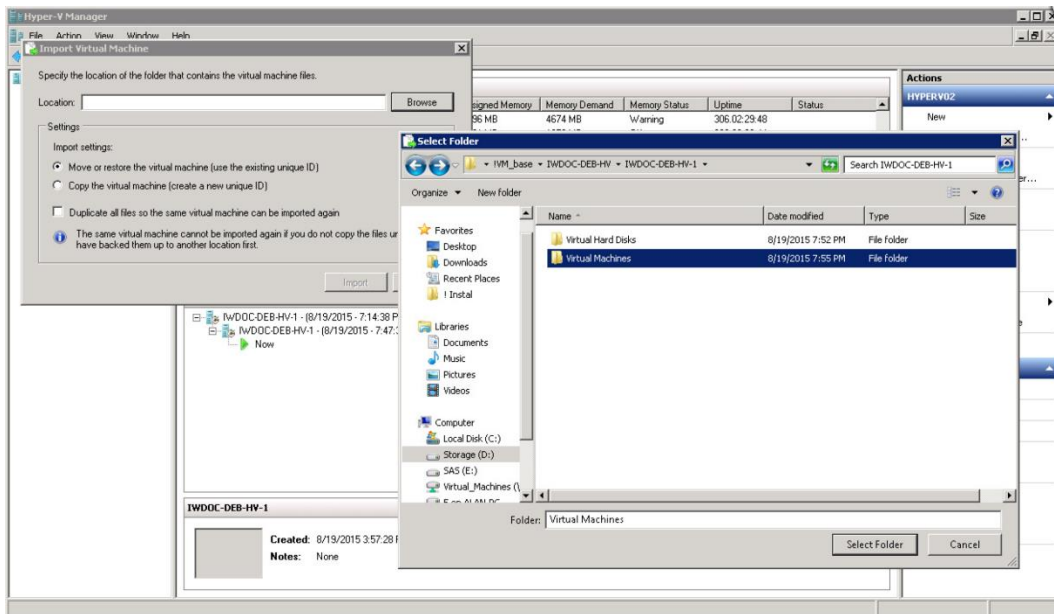 Hyper-V Manager
File Action View Window Help
Import Virtual Machine
Specify the location of the folder that contains the virtual machine files.
Location:
Browse
Settings
Import settings:
Move or restore the virtual machine (use the existing unique ID)
Copy the virtual machine (create a new unique ID)
Duplicate all files so the same virtual machine can be imported again
The same virtual machine cannot be imported again if you do not copy the files
have backed them up to another location first.
Import
signed Memory Memory Demand Memory Status Uptime Status
96 MB 4674 MB Warning 306.02:29:48
Actions
HYPERV02
New
er...
Select Folder
!VM_base IWDOC-DEB-HV IWDOC-DEB-HV-1
Search IWDOC-DEB-HV-1
Organize New folder
Name Date modified Type Size
Virtual Hard Disks 8/19/2015 7:52 PM File folder
Virtual Machines 8/19/2015 7:55 PM File folder
Favorites
Desktop
Downloads
Recent Places
! Instal
Libraries
Documents
Music
Pictures
Videos
Computer
Local Disk (C:)
Storage (D:)
SAS (E:)
Virtual_Machines (\
Folder: Virtual Machines
Select Folder Cancel
IWDOC-DEB-HV-1 - (8/19/2015 - 7:14:38 P
IWDOC-DEB-HV-1 - (8/19/2015 - 7:47:
Now
IWDOC-DEB-HV-1
Created: 8/19/2015 3:57:28
Notes: None